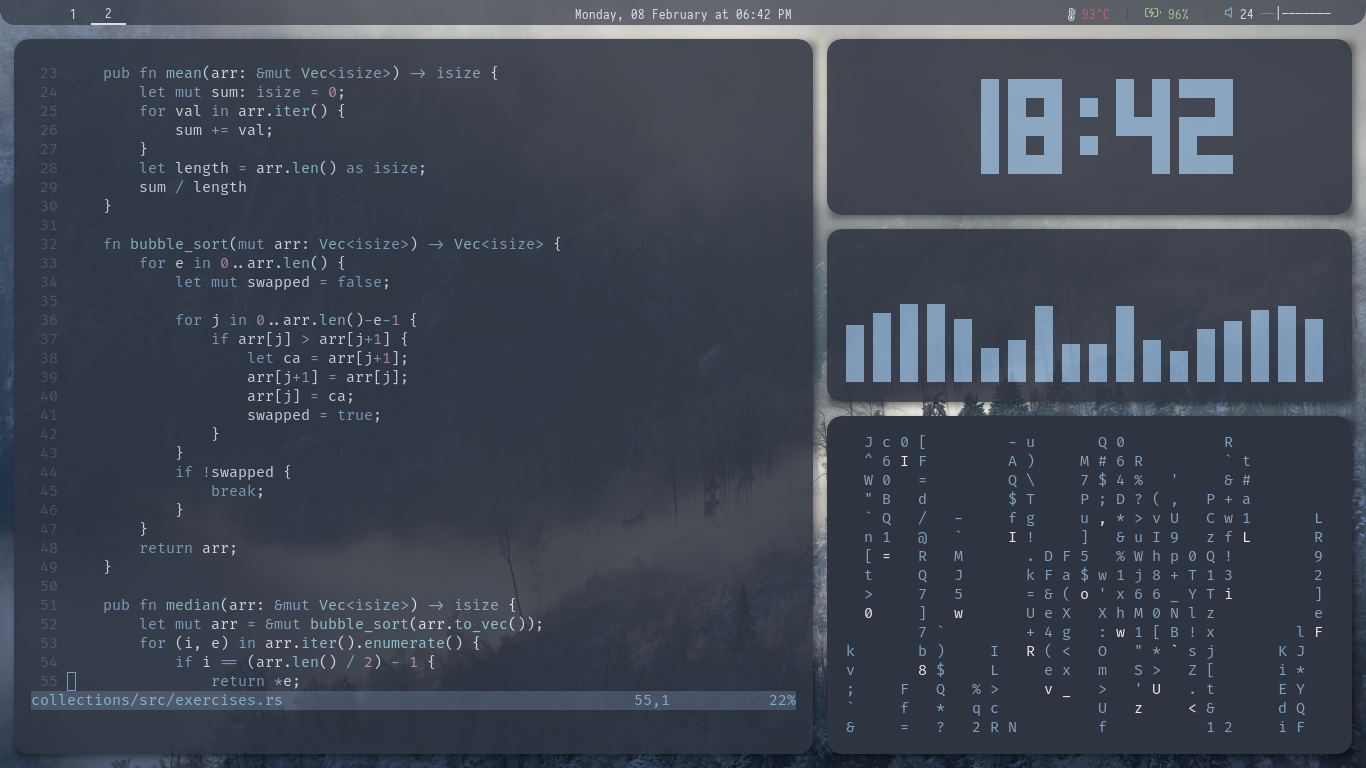 1 2 Monday, 08 February at 06:42 PM 93°C 96% 24
23 pub fn mean(arr: &mut Vec<isize>) -> isize {
24 let mut sum: isize = 0;
25 for val in arr.iter() {
26 sum += val;
27 }
28 let length = arr.len() as isize;
29 sum / length
30 }
31
32 fn bubble_sort(mut arr: Vec<isize>) -> Vec<isize> {
33 for e in 0..arr.len() {
34 let mut swapped = false;
35
36 for j in 0..arr.len()-e-1 {
37 if arr[j] > arr[j+1] {
38 let ca = arr[j+1];
39 arr[j+1] = arr[j];
40 arr[j] = ca;
41 swapped = true;
42 }
43 }
44 if !swapped {
45 break;
46 }
47 }
48 return arr;
49 }
50
51 pub fn median(arr: &mut Vec<isize>) -> isize {
52 let mut arr = &mut bubble_sort(arr.to_vec());
53 for (i, e) in arr.iter().enumerate() {
54 if i == (arr.len() / 2) - 1 {
55 return *e;
collections/src/exercises.rs 55,1 22%
18:42
J c 0 [ - u Q 0 R
^ 6 I F A ) M # 6 R ` t
W 0 = Q \ 7 $ 4 % ' & #
" B d $ T P ; D ? ( , P + a
` Q / - f g u , * > v U C w 1 L
n 1 @ ` I ! ] & u I 9 z f L R
[ = R M . D F 5 % W h p 0 Q ! 9
t Q J k F a $ w 1 j 8 + T 1 3 2
> 7 5 = & ( o ' x 6 6 _ Y T i ]
0 ] w U e X X h M 0 N l z e
7 ` + 4 g : w 1 [ B ! x l F
k b ) I R ( < O " * ` s j K J
v 8 $ L e x m S > Z [ i *
; F Q % > v _ > ' U . t E Y
` f * q c U z < & d Q
& = ? 2 R N f 1 2 i F